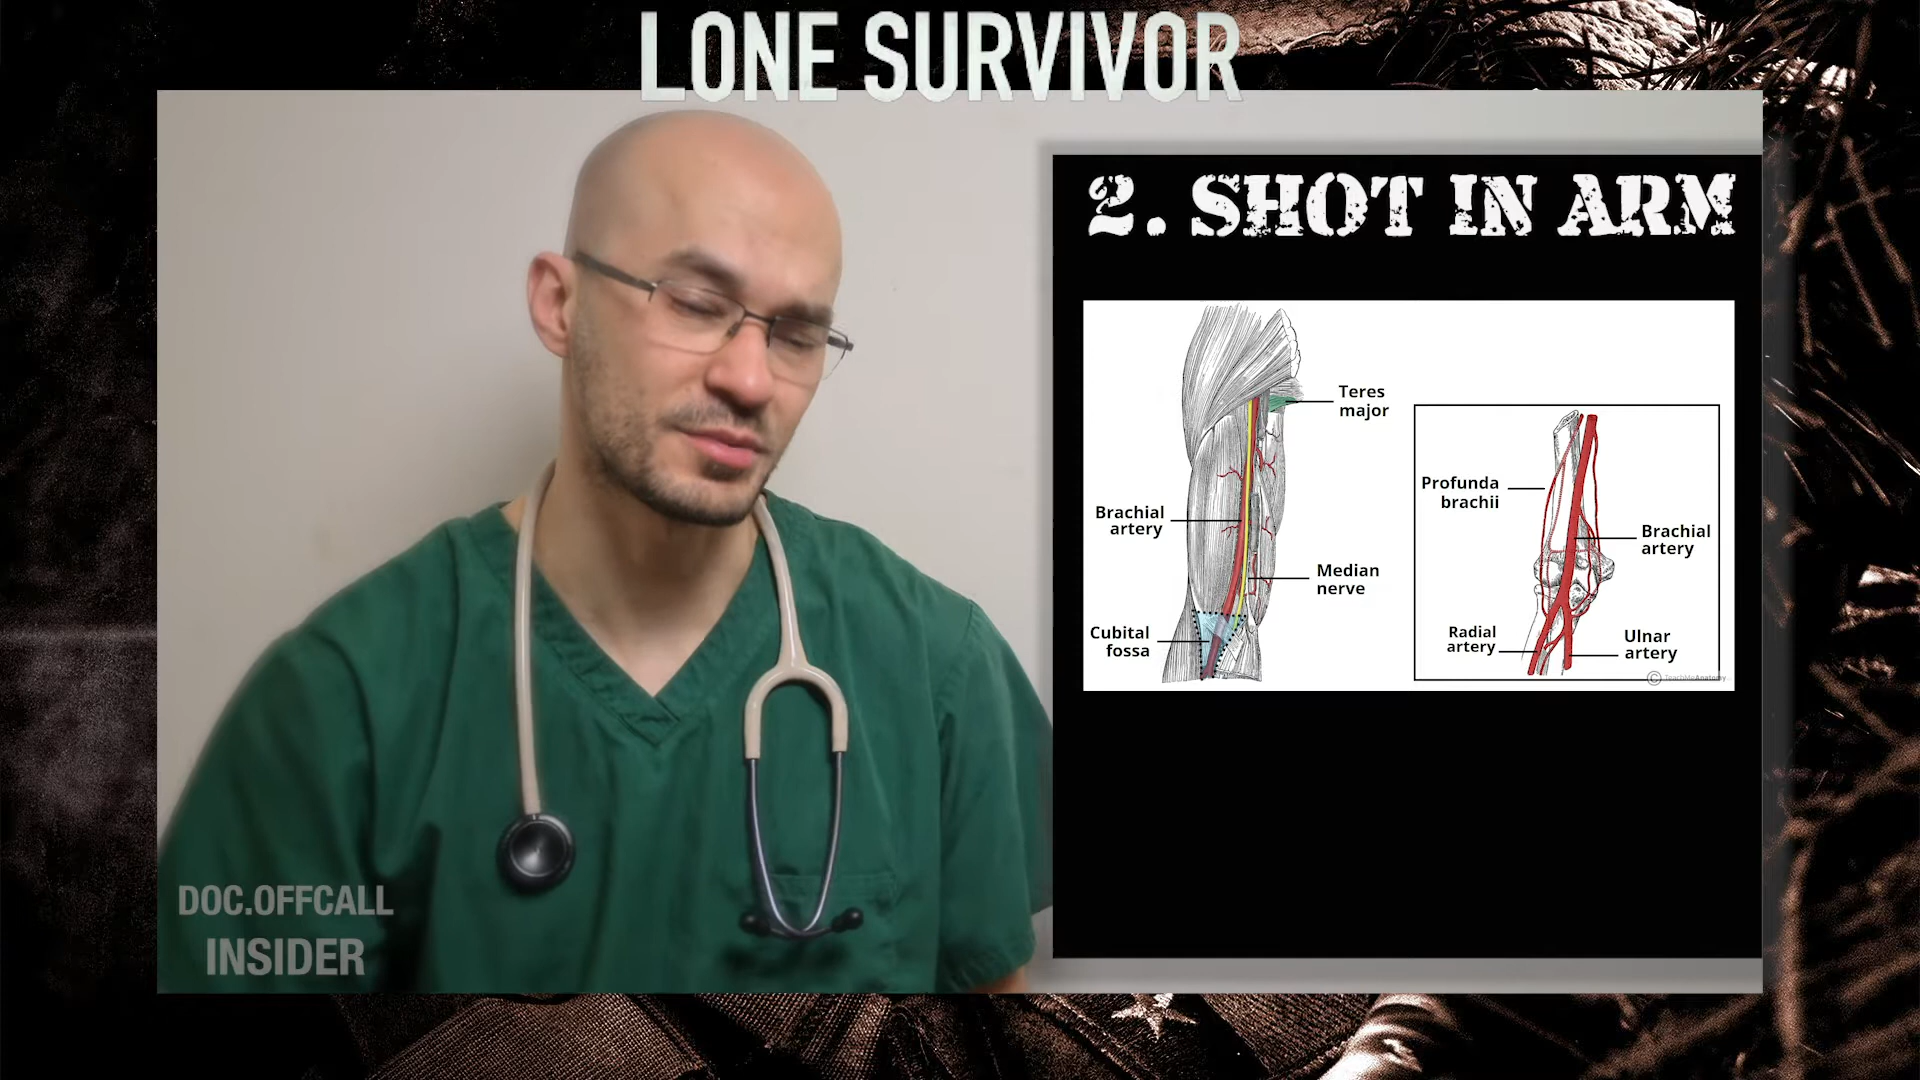 LONE SURVIVOR
2. SHOT IN ARM
Teres
major
Brachial
artery
Median
nerve
Cubital
fossa
Profunda
brachii
Brachial
artery
Radial
artery
Ulnar
artery
© TeachMeAnatomy
DOC.OFFCALL
INSIDER